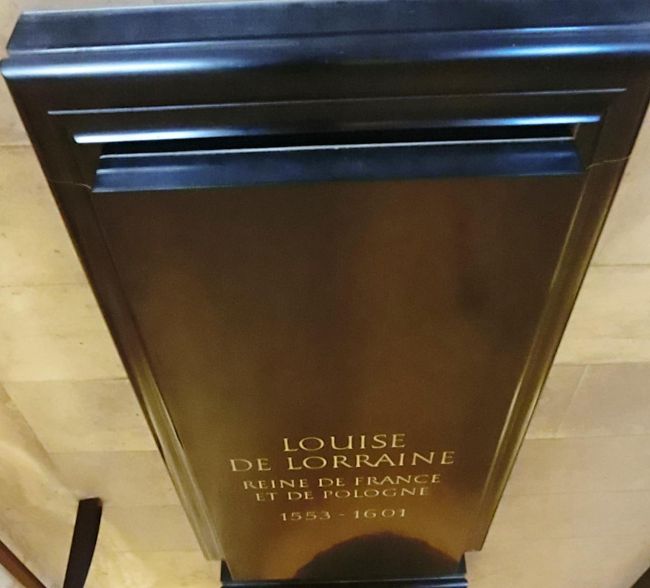 LOUISE
DE LORRAINE
REINE DE FRANCE
ET DE POLOGNE
1553 - 1601